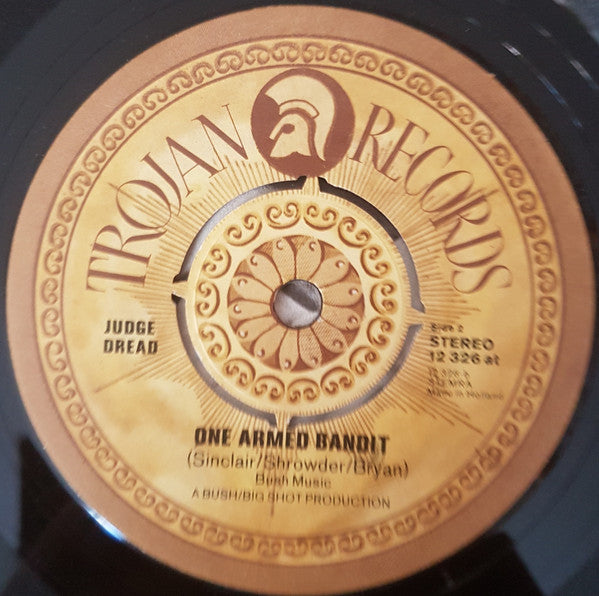 TROJAN RECORDS
JUDGE
DREAD
Side 2
STEREO
12 326 at
Made in Holland
ONE ARMED BANDIT
(Sinclair/Shrowder/Bryan)
Bush Music
A BUSH/BIG SHOT PRODUCTION